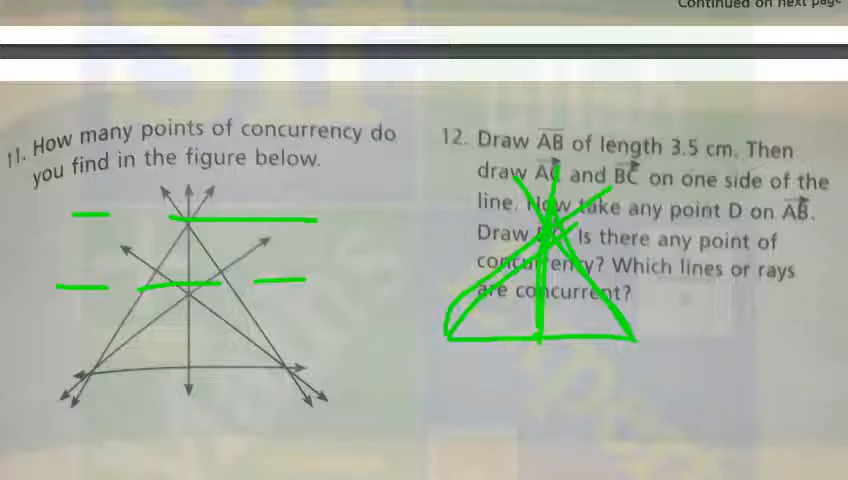 Continued on next page
11. How many points of concurrency do
you find in the figure below.
12. Draw AB of length 3.5 cm. Then
draw AC and BC on one side of the
line. Now take any point D on AB.
Draw Is there any point of
concurrency? Which lines or rays
are concurrent?